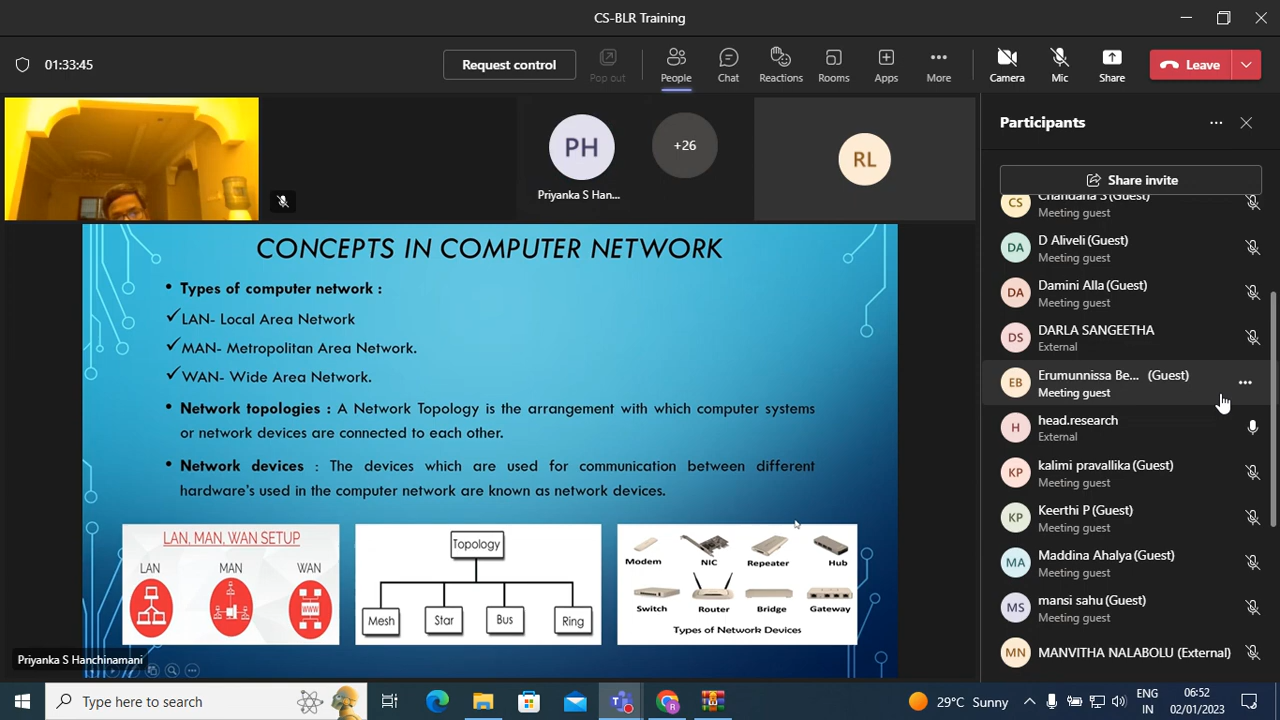 CS-BLR Training
01:33:45
Request control
Pop out
People
Chat
Reactions
Rooms
Apps
More
Camera
Mic
Share
Leave
PH
Priyanka S Han...
+26
RL
Participants
Share invite
CS
Chandana S (Guest)
Meeting guest
DA
D Aliveli (Guest)
Meeting guest
DA
Damini Alla (Guest)
Meeting guest
DS
DARLA SANGEETHA
External
EB
Erumunnissa Be... (Guest)
Meeting guest
H
head.research
External
KP
kalimi pravallika (Guest)
Meeting guest
KP
Keerthi P (Guest)
Meeting guest
MA
Maddina Ahalya (Guest)
Meeting guest
MS
mansi sahu (Guest)
Meeting guest
MN
MANVITHA NALABOLU (External)
CONCEPTS IN COMPUTER NETWORK
• Types of computer network :
✓LAN- Local Area Network
✓MAN- Metropolitan Area Network.
✓WAN- Wide Area Network.
• Network topologies : A Network Topology is the arrangement with which computer systems
or network devices are connected to each other.
• Network devices : The devices which are used for communication between different
hardware's used in the computer network are known as network devices.
LAN, MAN, WAN SETUP
LAN MAN WAN
WWW
Topology
Mesh Star Bus Ring
Modem NIC Repeater Hub
Switch Router Bridge Gateway
Types of Network Devices
Priyanka S Hanchinamani
Type here to search
29°C Sunny
ENG
IN
06:52
02/01/2023